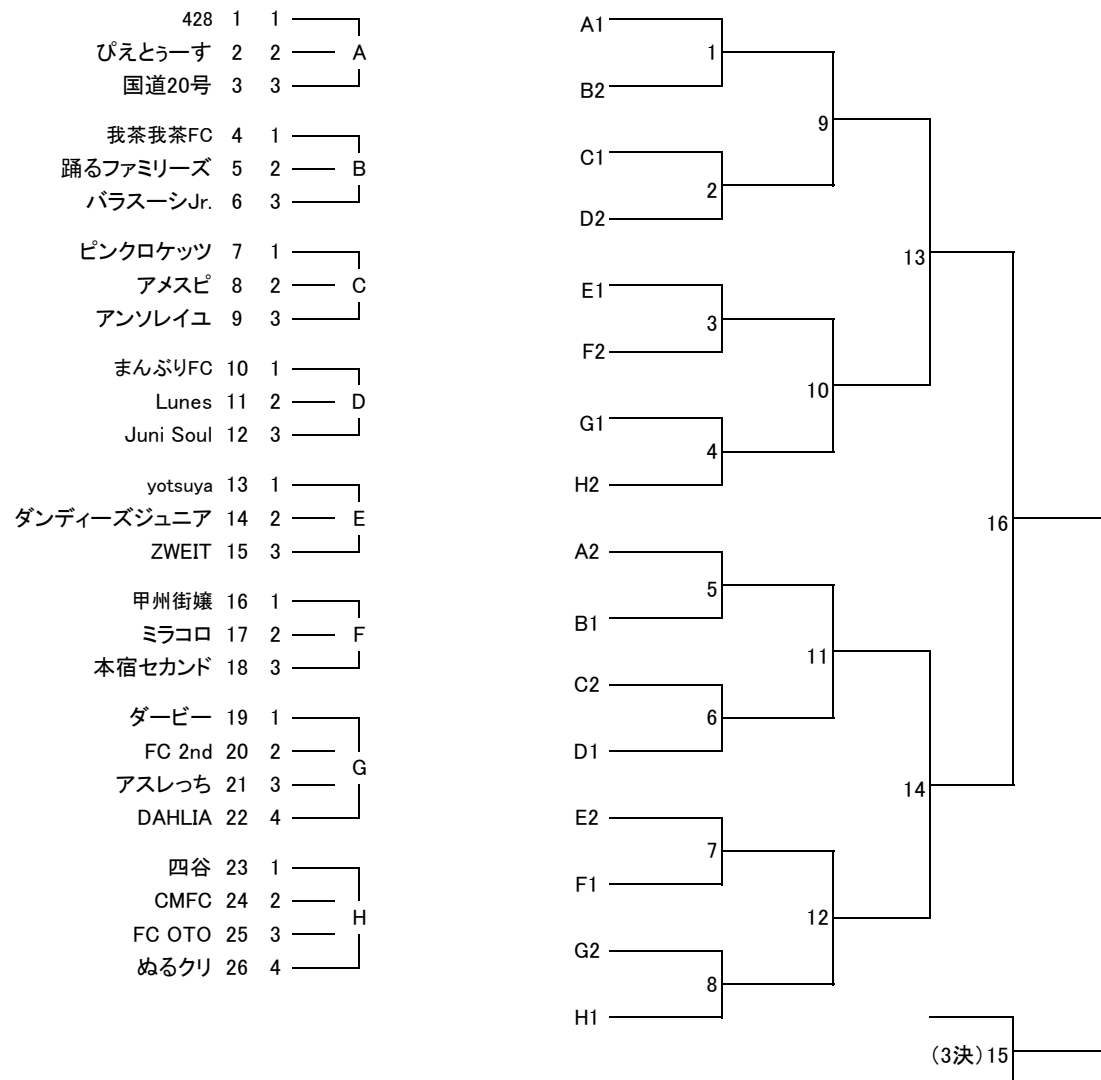 428 1 1
ぴえとぅーす 2 2 A
国道20号 3 3
我茶我茶FC 4 1
踊るファミリーズ 5 2 B
バラスーシJr. 6 3
ピンクロケッツ 7 1
アメスピ 8 2 C
アンソレイユ 9 3
まんぷりFC 10 1
Lunes 11 2 D
Juni Soul 12 3
yotsuya 13 1
ダンディーズジュニア 14 2 E
ZWEIT 15 3
甲州街嬢 16 1
ミラコロ 17 2 F
本宿セカンド 18 3
ダービー 19 1
FC 2nd 20 2
G
アスレっち 21 3
DAHLIA 22 4
四谷 23 1
CMFC 24 2
H
FC OTO 25 3
ぬるクリ 26 4
A1
1
B2
9
C1
2
D2
13
E1
3
F2
10
G1
4
H2
16
A2
5
B1
11
C2
6
D1
14
E2
7
F1
12
G2
8
H1
(3決)15